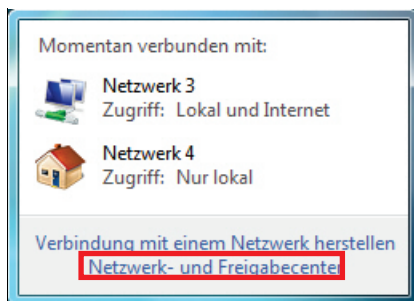 Momentan verbunden mit:
Netzwerk 3
Zugriff: Lokal und Internet
Netzwerk 4
Zugriff: Nur lokal
Verbindung mit einem Netzwerk herstellen
Netzwerk- und Freigabecenter